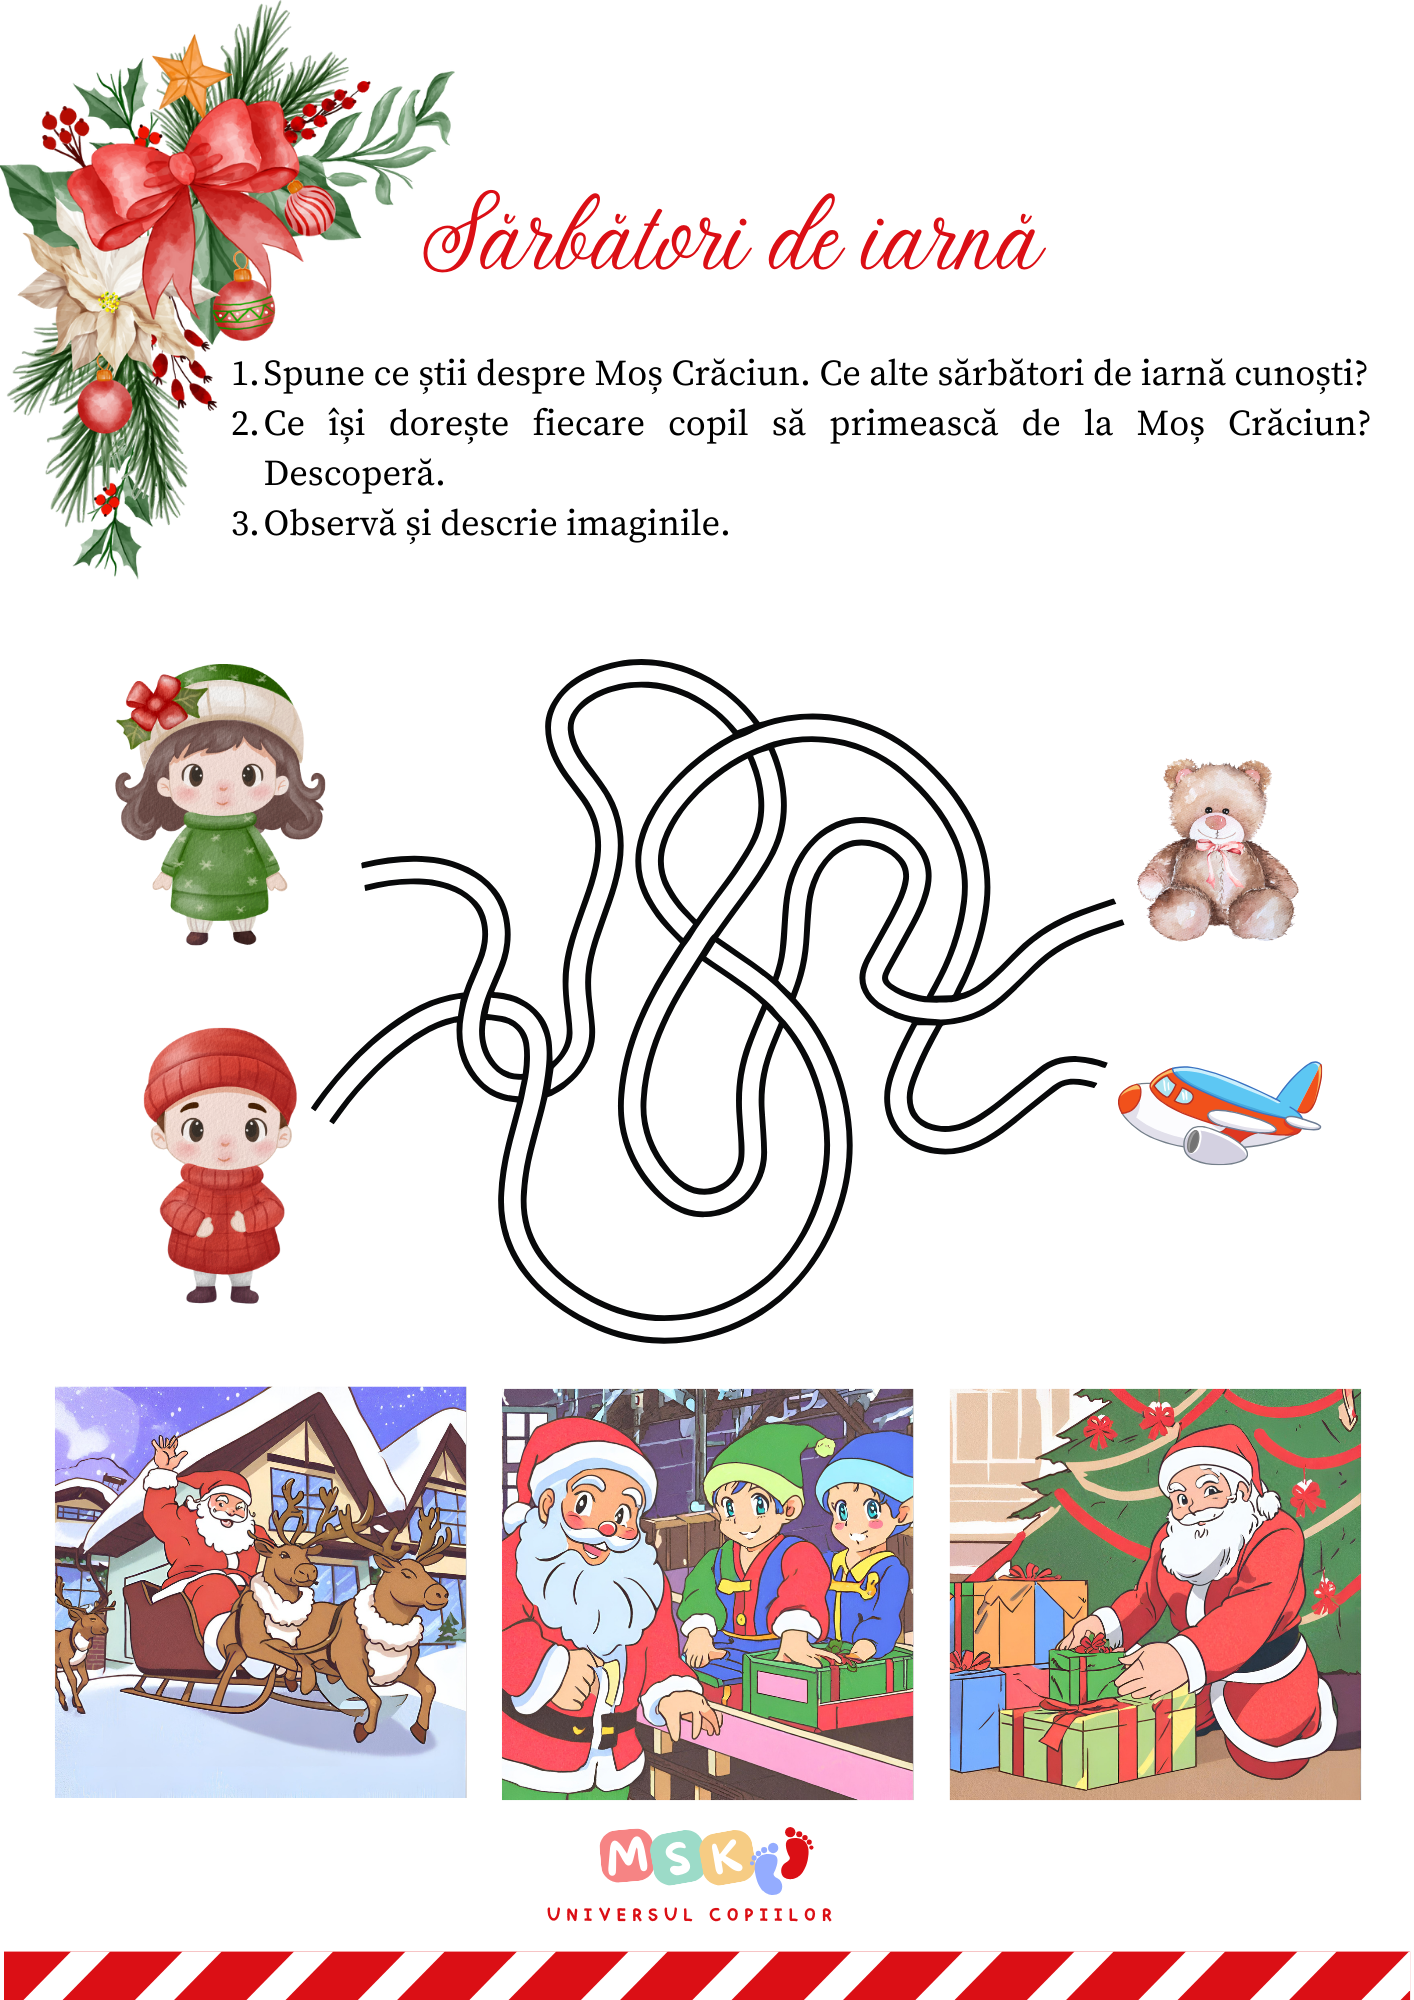 Sărbători de iarnă
1. Spune ce știi despre Moș Crăciun. Ce alte sărbători de iarnă cunoști?
2. Ce își dorește fiecare copil să primească de la Moș Crăciun?
Descoperă.
3. Observă și descrie imaginile.
MSK
UNIVERSUL COPIILOR